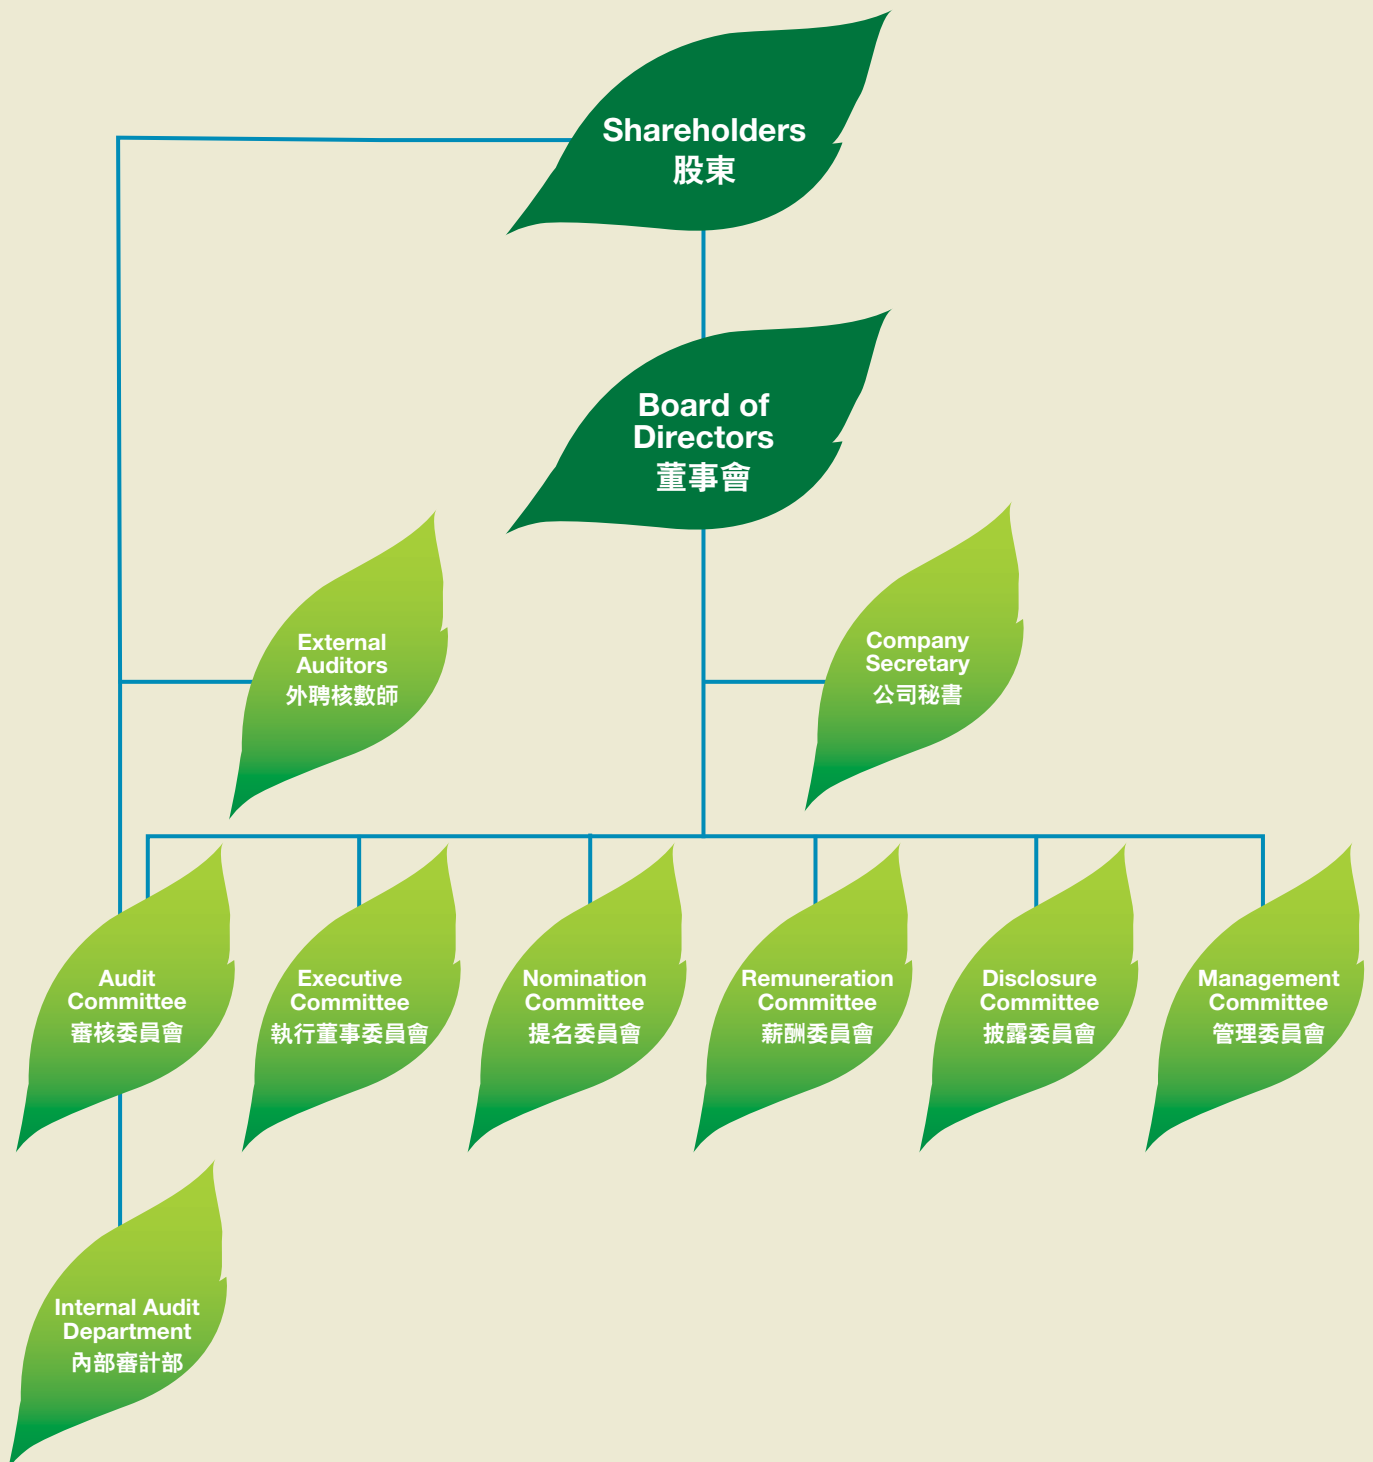 Shareholders
股東
Board of
Directors
董事會
External
Auditors
外聘核數師
Company
Secretary
公司秘書
Audit
Committee
審核委員會
Executive
Committee
執行董事委員會
Nomination
Committee
提名委員會
Remuneration
Committee
薪酬委員會
Disclosure
Committee
披露委員會
Management
Committee
管理委員會
Internal Audit
Department
內部審計部